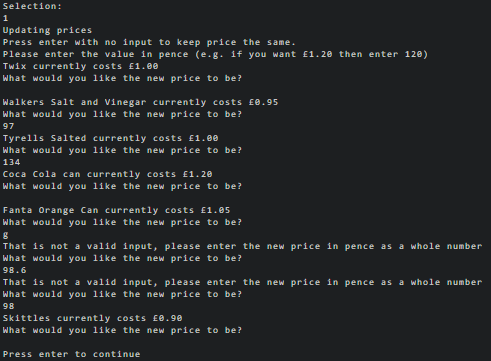 Selection:
1
Updating prices
Press enter with no input to keep price the same.
Please enter the value in pence (e.g. if you want £1.20 then enter 120)
Twix currently costs £1.00
What would you like the new price to be?
Walkers Salt and Vinegar currently costs £0.95
What would you like the new price to be?
97
Tyrells Salted currently costs £1.00
What would you like the new price to be?
134
Coca Cola can currently costs £1.20
What would you like the new price to be?
Fanta Orange Can currently costs £1.05
What would you like the new price to be?
g
That is not a valid input, please enter the new price in pence as a whole number
What would you like the new price to be?
98.6
That is not a valid input, please enter the new price in pence as a whole number
What would you like the new price to be?
98
Skittles currently costs £0.90
What would you like the new price to be?
Press enter to continue